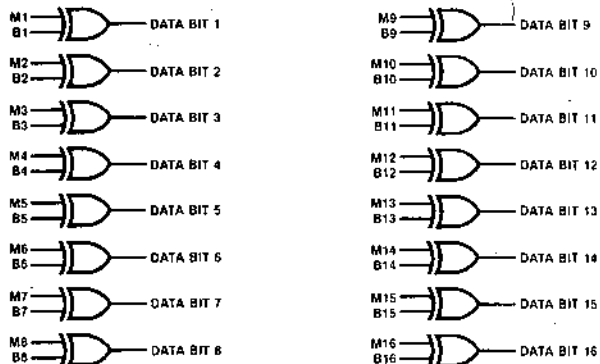 M1
B1
DATA BIT 1
M2
B2
DATA BIT 2
M3
B3
DATA BIT 3
M4
B4
DATA BIT 4
M5
B5
DATA BIT 5
M6
B6
DATA BIT 6
M7
B7
DATA BIT 7
M8
B8
DATA BIT 8
M9
B9
DATA BIT 9
M10
B10
DATA BIT 10
M11
B11
DATA BIT 11
M12
B12
DATA BIT 12
M13
B13
DATA BIT 13
M14
B14
DATA BIT 14
M15
B15
DATA BIT 15
M16
B16
DATA BIT 16